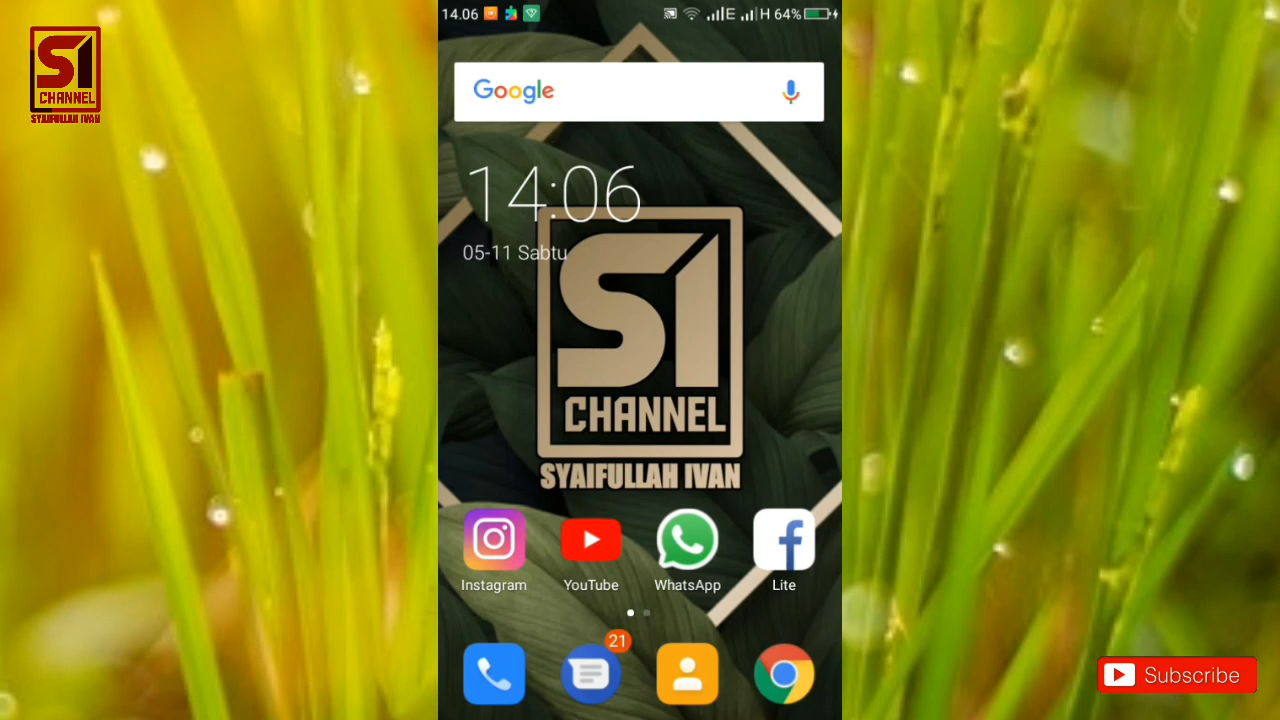 S1
CHANNEL
SYAIFULLAH IVAN
14.06 E H 64%
Google
14:06
05-11 Sabtu
S1
CHANNEL
SYAIFULLAH IVAN
Instagram YouTube WhatsApp Lite
21
Subscribe